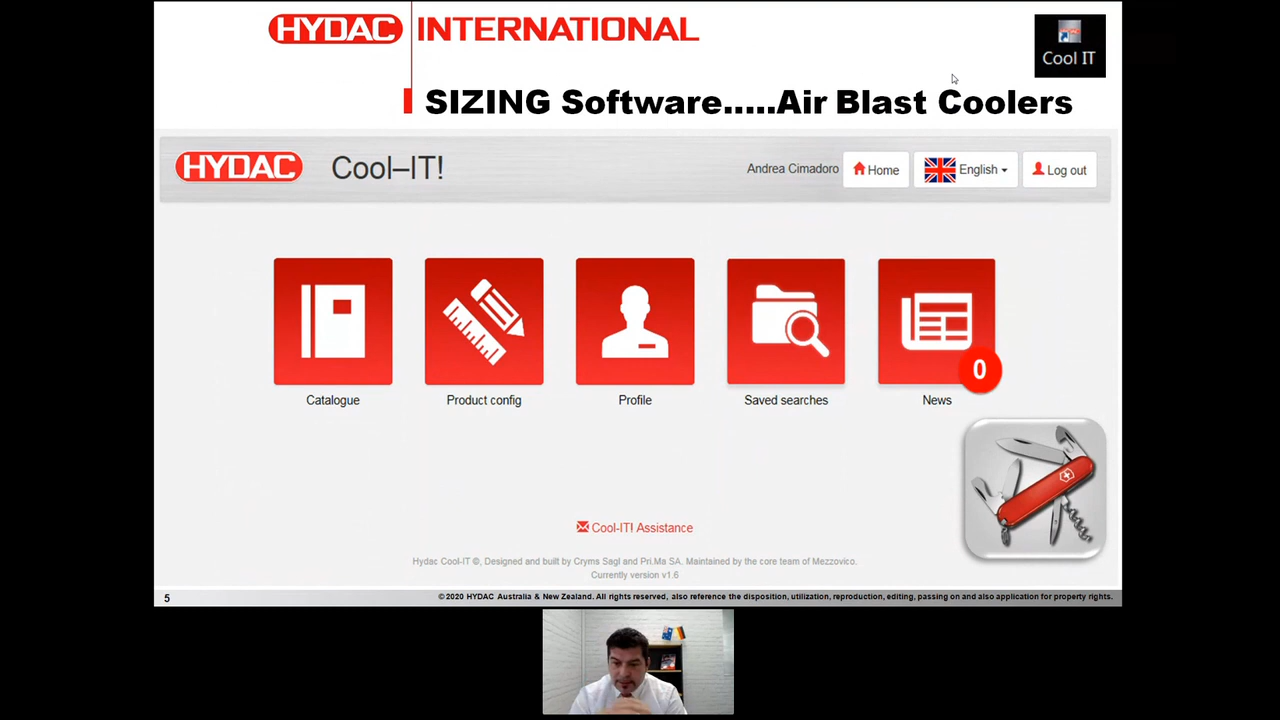 HYDAC INTERNATIONAL
Cool IT
SIZING Software.....Air Blast Coolers
HYDAC Cool–IT!
Andrea Cimadoro Home English Log out
Catalogue Product config Profile Saved searches News
0
Cool-IT! Assistance
Hydac Cool-IT ©, Designed and built by Cryms Sagl and Pri.Ma SA. Maintained by the core team of Mezzovico.
Currently version v1.6
5 © 2020 HYDAC Australia & New Zealand. All rights reserved, also reference the disposition, utilization, reproduction, editing, passing on and also application for property rights.